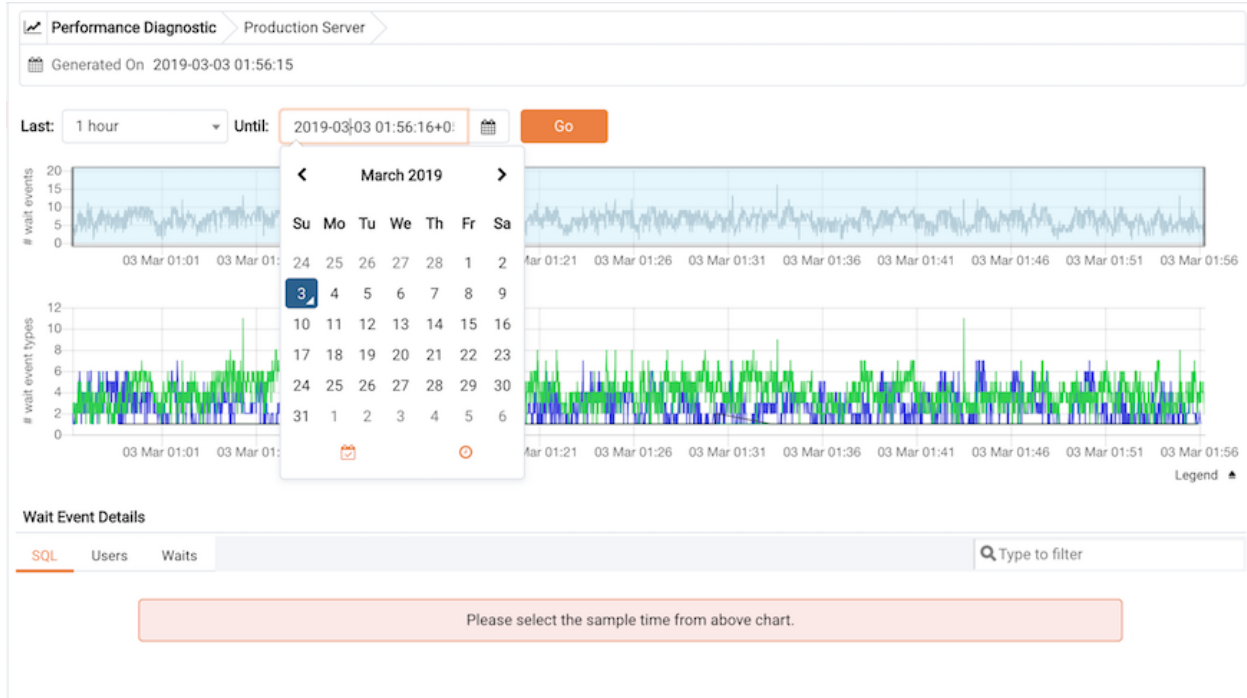 Performance Diagnostic Production Server
Generated On 2019-03-03 01:56:15
Last: 1 hour Until: 2019-03-03 01:56:16+0 Go
March 2019
Su Mo Tu We Th Fr Sa
24 25 26 27 28 1 2
3 4 5 6 7 8 9
10 11 12 13 14 15 16
17 18 19 20 21 22 23
24 25 26 27 28 29 30
31 1 2 3 4 5 6
# wait events
20
15
10
5
0
03 Mar 01:01 03 Mar 01: Mar 01:21 03 Mar 01:26 03 Mar 01:31 03 Mar 01:36 03 Mar 01:41 03 Mar 01:46 03 Mar 01:51 03 Mar 01:56
# wait event types
12
10
8
6
4
2
0
03 Mar 01:01 03 Mar 01: Mar 01:21 03 Mar 01:26 03 Mar 01:31 03 Mar 01:36 03 Mar 01:41 03 Mar 01:46 03 Mar 01:51 03 Mar 01:56
Legend
Wait Event Details
SQL Users Waits Type to filter
Please select the sample time from above chart.